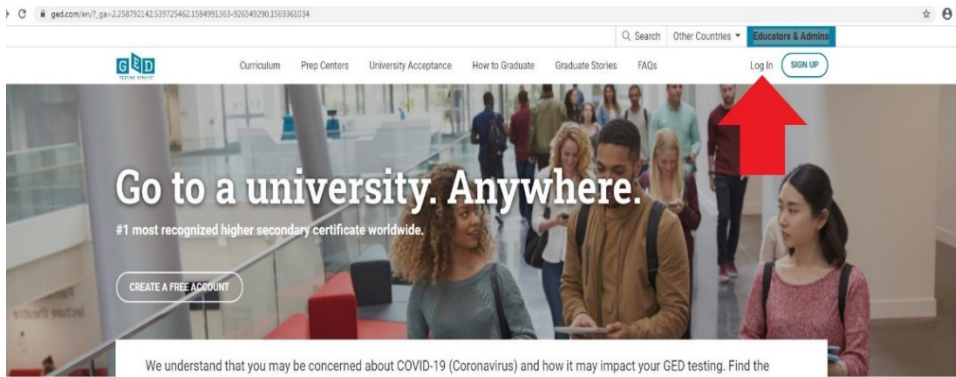 ged.com/en/?_ga=2.258792142.539725462.1584991363-926549290.1569361034
Search Other Countries Educators & Admins
GED
TESTING SERVICE
Curriculum Prep Centers University Acceptance How to Graduate Graduate Stories FAQs Log In SIGN UP
Go to a university. Anywhere.
#1 most recognized higher secondary certificate worldwide.
CREATE A FREE ACCOUNT
We understand that you may be concerned about COVID-19 (Coronavirus) and how it may impact your GED testing. Find the